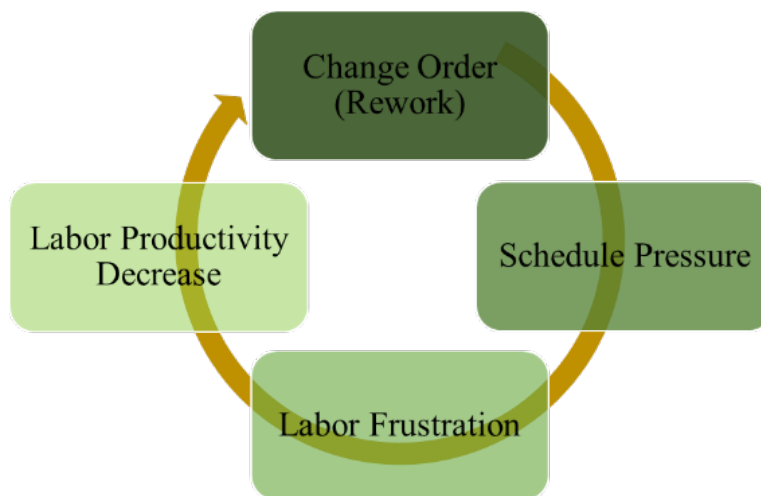 Change Order
(Rework)
Schedule Pressure
Labor Frustration
Labor Productivity
Decrease